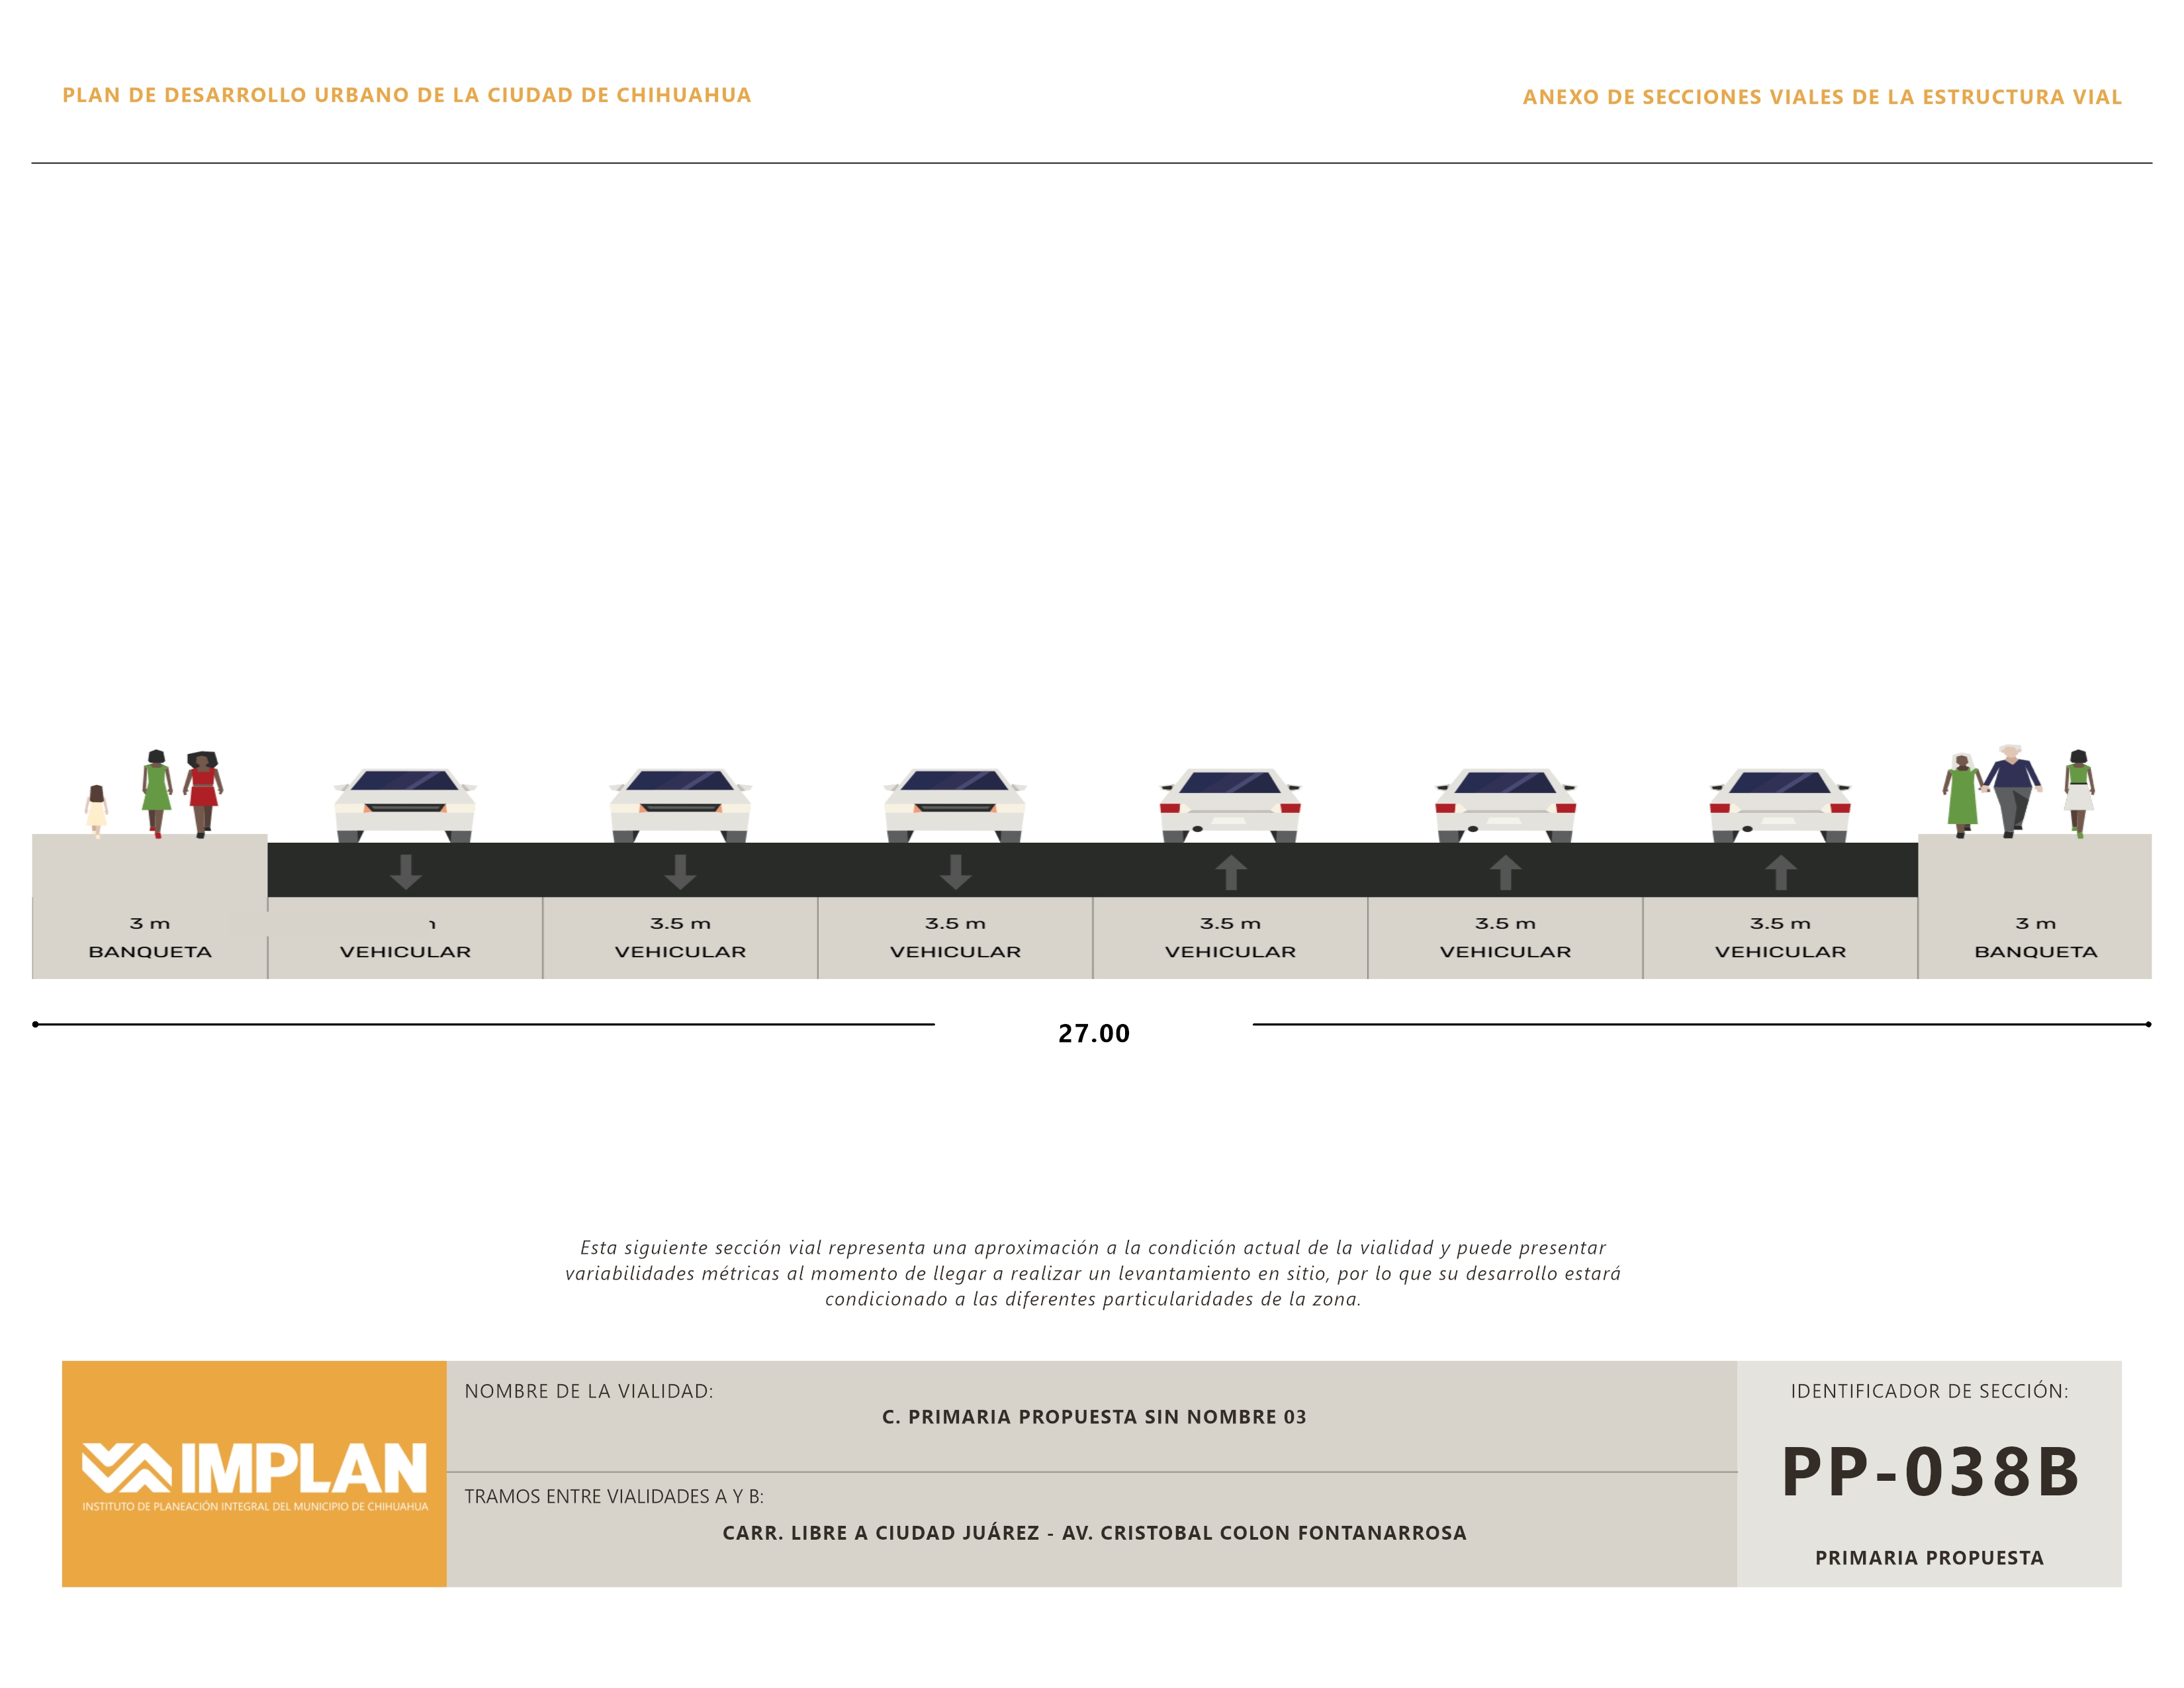 PLAN DE DESARROLLO URBANO DE LA CIUDAD DE CHIHUAHUA
ANEXO DE SECCIONES VIALES DE LA ESTRUCTURA VIAL
3 m 3.5 m 3.5 m 3.5 m 3.5 m 3.5 m 3 m
BANQUETA VEHICULAR VEHICULAR VEHICULAR VEHICULAR VEHICULAR VEHICULAR BANQUETA
27.00
Esta siguiente sección vial representa una aproximación a la condición actual de la vialidad y puede presentar
variabilidades métricas al momento de llegar a realizar un levantamiento en sitio, por lo que su desarrollo estará
condicionado a las diferentes particularidades de la zona.
IMPLAN
INSTITUTO DE PLANEACIÓN INTEGRAL DEL MUNICIPIO DE CHIHUAHUA
NOMBRE DE LA VIALIDAD:
C. PRIMARIA PROPUESTA SIN NOMBRE 03
TRAMOS ENTRE VIALIDADES A Y B:
CARR. LIBRE A CIUDAD JUÁREZ - AV. CRISTOBAL COLON FONTANARROSA
IDENTIFICADOR DE SECCIÓN:
PP-038B
PRIMARIA PROPUESTA